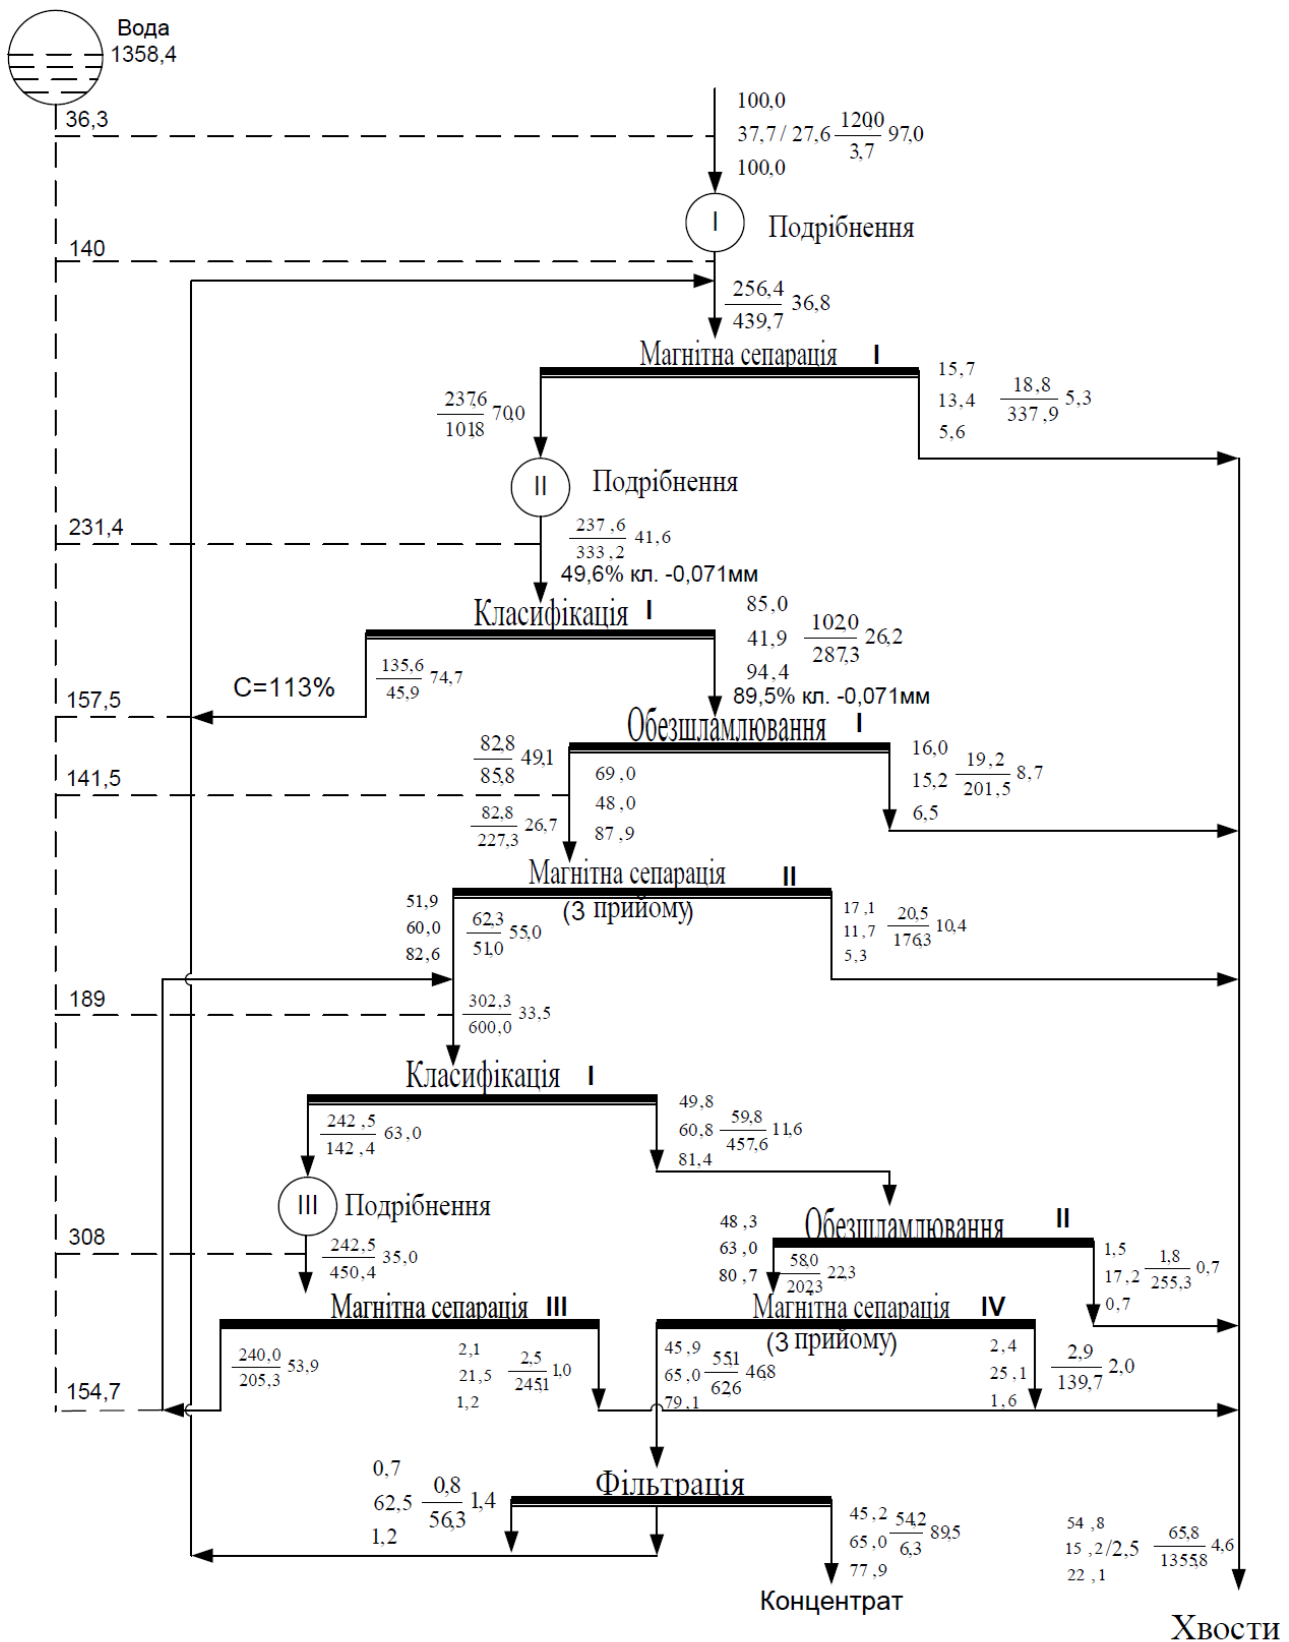 Вода
1358,4
36,3
100,0
37,7 / 27,6 120,0 97,0
3,7
100,0
I Подрібнення
140
256,4 36,8
439,7
Магнітна сепарація I
15,7
13,4 18,8 5,3
337,9
5,6
237,6 70,0
101,8
II Подрібнення
231,4
237,6 41,6
333,2
49,6% кл. -0,071мм
Класифікація I
85,0
41,9 102,0 26,2
287,3
94,4
135,6 74,7
45,9
С=113%
89,5% кл. -0,071мм
157,5
Обезшламлювання I
82,8 49,1
85,8
16,0
15,2 19,2 8,7
201,5
6,5
69,0
48,0
87,9
141,5
82,8 26,7
227,3
Магнітна сепарація II
(3 прийому)
51,9
60,0 62,3 55,0
51,0
82,6
17,1
11,7 20,5 10,4
176,3
5,3
189
302,3 33,5
600,0
Класифікація I
242,5 63,0
142,4
49,8
60,8 59,8 11,6
457,6
81,4
III Подрібнення
308
242,5 35,0
450,4
Обезшламлювання II
48,3
63,0
80,7 58,0 22,3
202,3
1,5
17,2 1,8 0,7
255,3
0,7
Магнітна сепарація III
Магнітна сепарація IV
(3 прийому)
240,0 53,9
205,3
2,1
21,5 2,5 1,0
245,1
1,2
45,9
65,0 55,1 46,8
62,6
79,1
2,4
25,1 2,9 2,0
139,7
1,6
154,7
Фільтрація
0,7
62,5 0,8 1,4
56,3
1,2
45,2
65,0 54,2 89,5
6,3
77,9
Концентрат
54,8
15,2/2,5 65,8 4,6
1355,8
22,1
Хвости